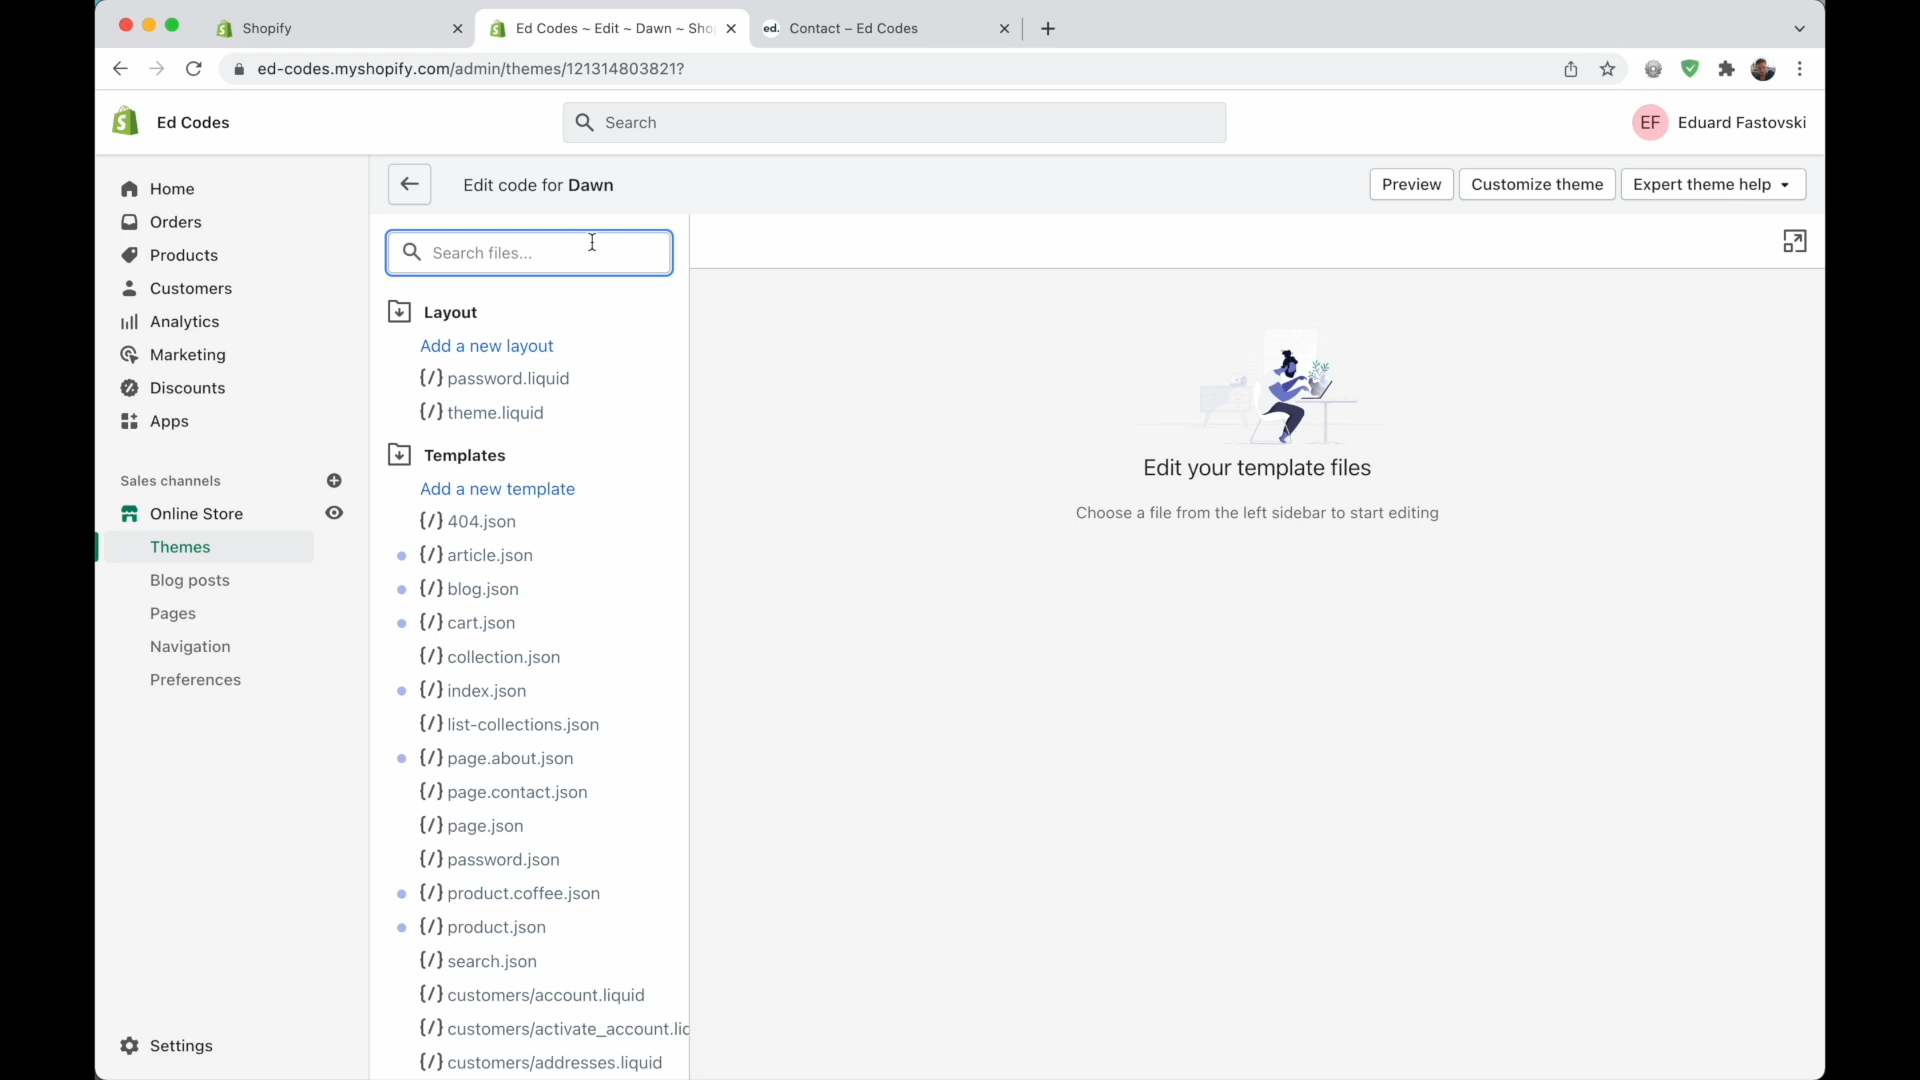 Shopify
Ed Codes ~ Edit ~ Dawn ~ Sho
ed. Contact – Ed Codes
ed-codes.myshopify.com/admin/themes/121314803821?
Ed Codes
Search
EF Eduard Fastovski
Home
Orders
Products
Customers
Analytics
Marketing
Discounts
Apps
Sales channels
Online Store
Themes
Blog posts
Pages
Navigation
Preferences
Settings
Edit code for Dawn
Preview
Customize theme
Expert theme help
Search files...
Layout
Add a new layout
{/} password.liquid
{/} theme.liquid
Templates
Add a new template
{/} 404.json
{/} article.json
{/} blog.json
{/} cart.json
{/} collection.json
{/} index.json
{/} list-collections.json
{/} page.about.json
{/} page.contact.json
{/} page.json
{/} password.json
{/} product.coffee.json
{/} product.json
{/} search.json
{/} customers/account.liquid
{/} customers/activate_account.lic
{/} customers/addresses.liquid
Edit your template files
Choose a file from the left sidebar to start editing